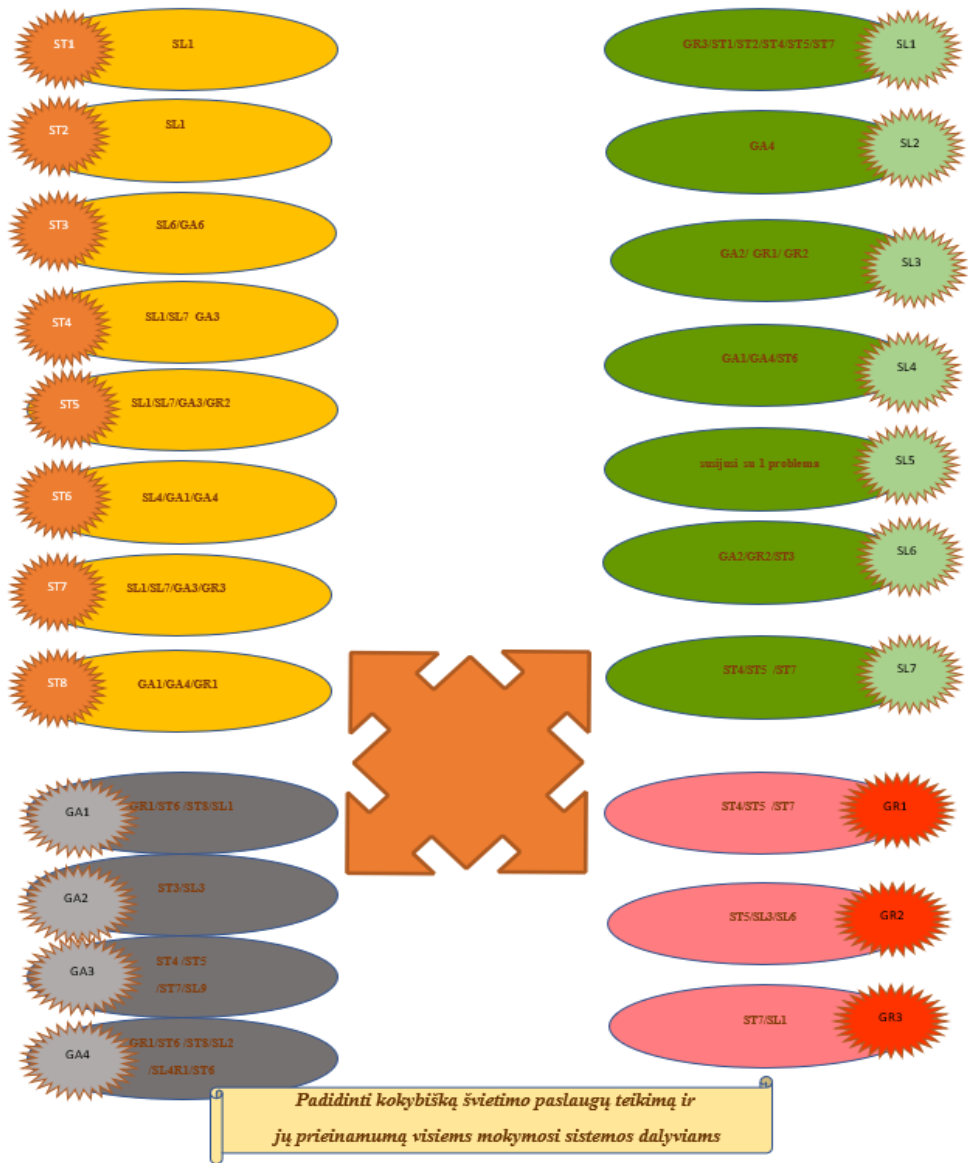 ST1 SL1
ST2 SL1
ST3 SL6/GA6
ST4 SL1/SL7 GA3
ST5 SL1/SL7/GA3/GR2
ST6 SL4/GA1/GA4
ST7 SL1/SL7/GA3/GR3
ST8 GA1/GA4/GR1
GA1 GR1/ST6 /ST8/SL1
GA2 ST3/SL3
GA3 ST4 /ST5
/ST7/SL9
GA4 GR1/ST6 /ST8/SL2
/SL4R1/ST6
GR3/ST1/ST2/ST4/ST5/ST7 SL1
GA4 SL2
GA2/ GR1/ GR2 SL3
GA1/GA4/ST6 SL4
susijusi su 1 problema SL5
GA2/GR2/ST3 SL6
ST4/ST5 /ST7 SL7
ST4/ST5 /ST7 GR1
ST5/SL3/SL6 GR2
ST7/SL1 GR3
Padidinti kokybišką švietimo paslaugų teikimą ir
jų prieinamumą visiems mokymosi sistemos dalyviams